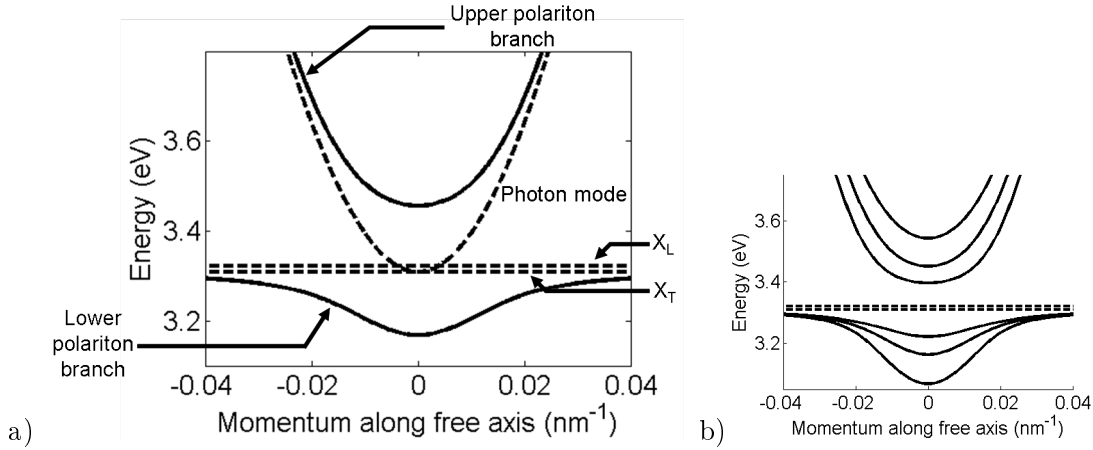 Upper polariton
branch
Energy (eV)
3.6
3.4
3.2
Photon mode
X_L
X_T
Lower
polariton
branch
-0.04 -0.02 0 0.02 0.04
Momentum along free axis (nm⁻¹)
a)
Energy (eV)
3.6
3.4
3.2
-0.04 -0.02 0 0.02 0.04
Momentum along free axis (nm⁻¹)
b)